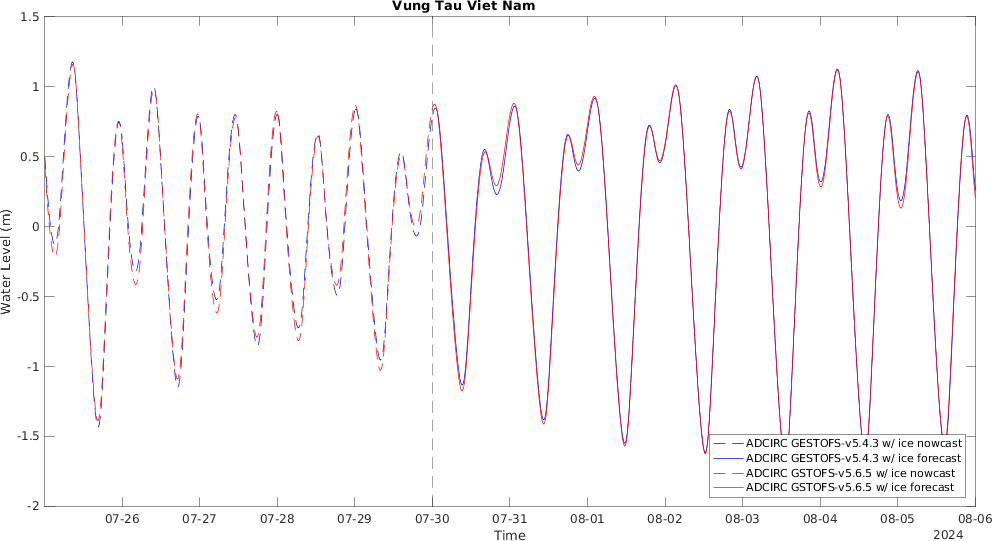 Vung Tau Viet Nam
1.5
1
0.5
0
-0.5
-1
-1.5
-2
Water Level (m)
ADCIRC GESTOFS-v5.4.3 w/ ice nowcast
ADCIRC GESTOFS-v5.4.3 w/ ice forecast
ADCIRC GSTOFS-v5.6.5 w/ ice nowcast
ADCIRC GSTOFS-v5.6.5 w/ ice forecast
07-26 07-27 07-28 07-29 07-30 07-31 08-01 08-02 08-03 08-04 08-05 08-06
Time
2024